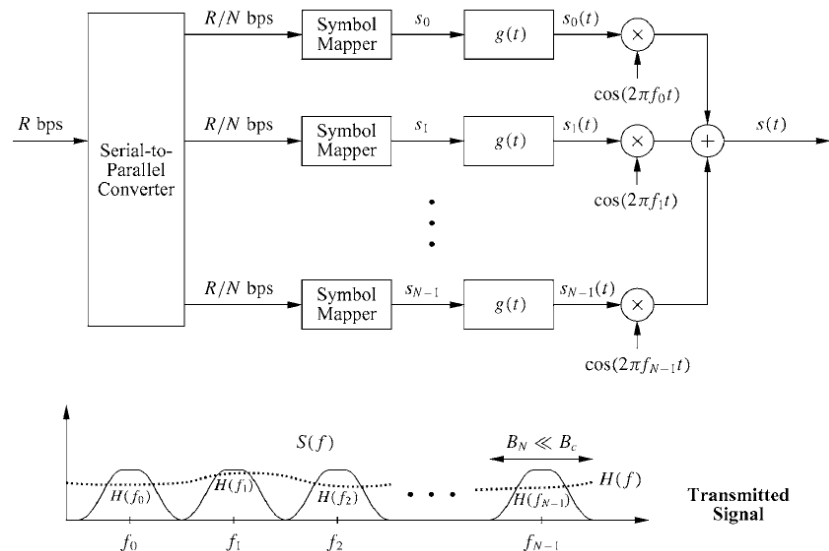 R/N bps
Symbol Mapper
s₀
g(t)
s₀(t)
×
cos(2πf₀t)
R bps
Serial-to-Parallel Converter
R/N bps
Symbol Mapper
s₁
g(t)
s₁(t)
×
+
s(t)
cos(2πf₁t)
R/N bps
Symbol Mapper
s_{N−1}
g(t)
s_{N−1}(t)
×
cos(2πf_{N−1}t)
S(f)
B_N ≪ B_c
H(f₀)
H(f₁)
H(f₂)
H(f_{N−1})
H(f)
f₀
f₁
f₂
f_{N−1}
Transmitted
Signal